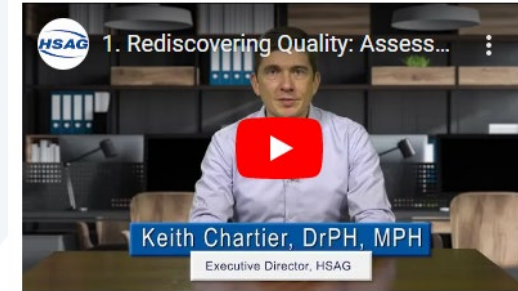 HSAG
1. Rediscovering Quality: Assess...
Keith Chartier, DrPH, MPH
Executive Director, HSAG